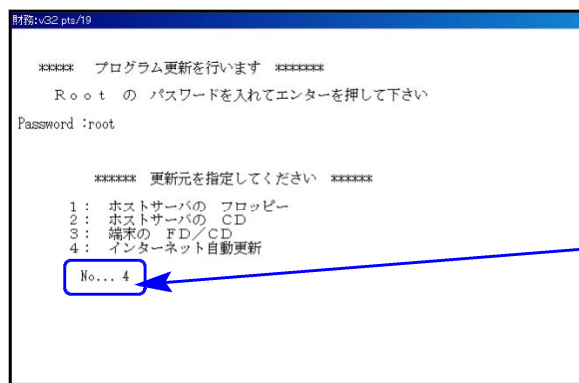 財務:v32 pts/19
***** プログラム更新を行います *******
Ｒｏｏｔ の パスワードを入れてエンターを押して下さい
Password :root
****** 更新元を指定してください ******
１： ホストサーバの フロッピー
２： ホストサーバの ＣＤ
３： 端末の ＦＤ／ＣＤ
４： インターネット自動更新
No... 4